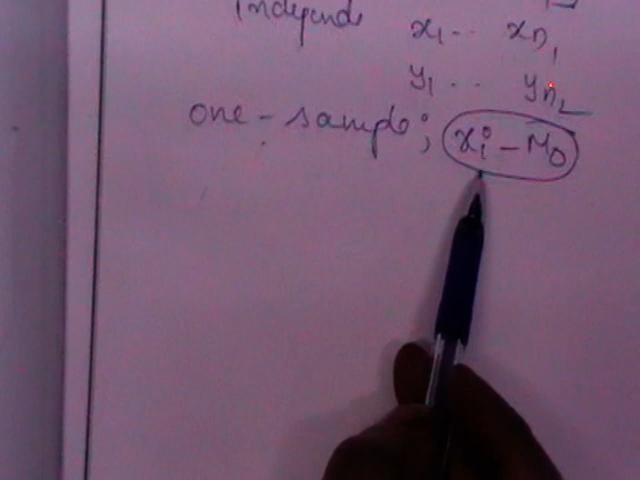 Independ x₁ .. xn₁
y₁ .. yn₂
one-sample; xi - M₀